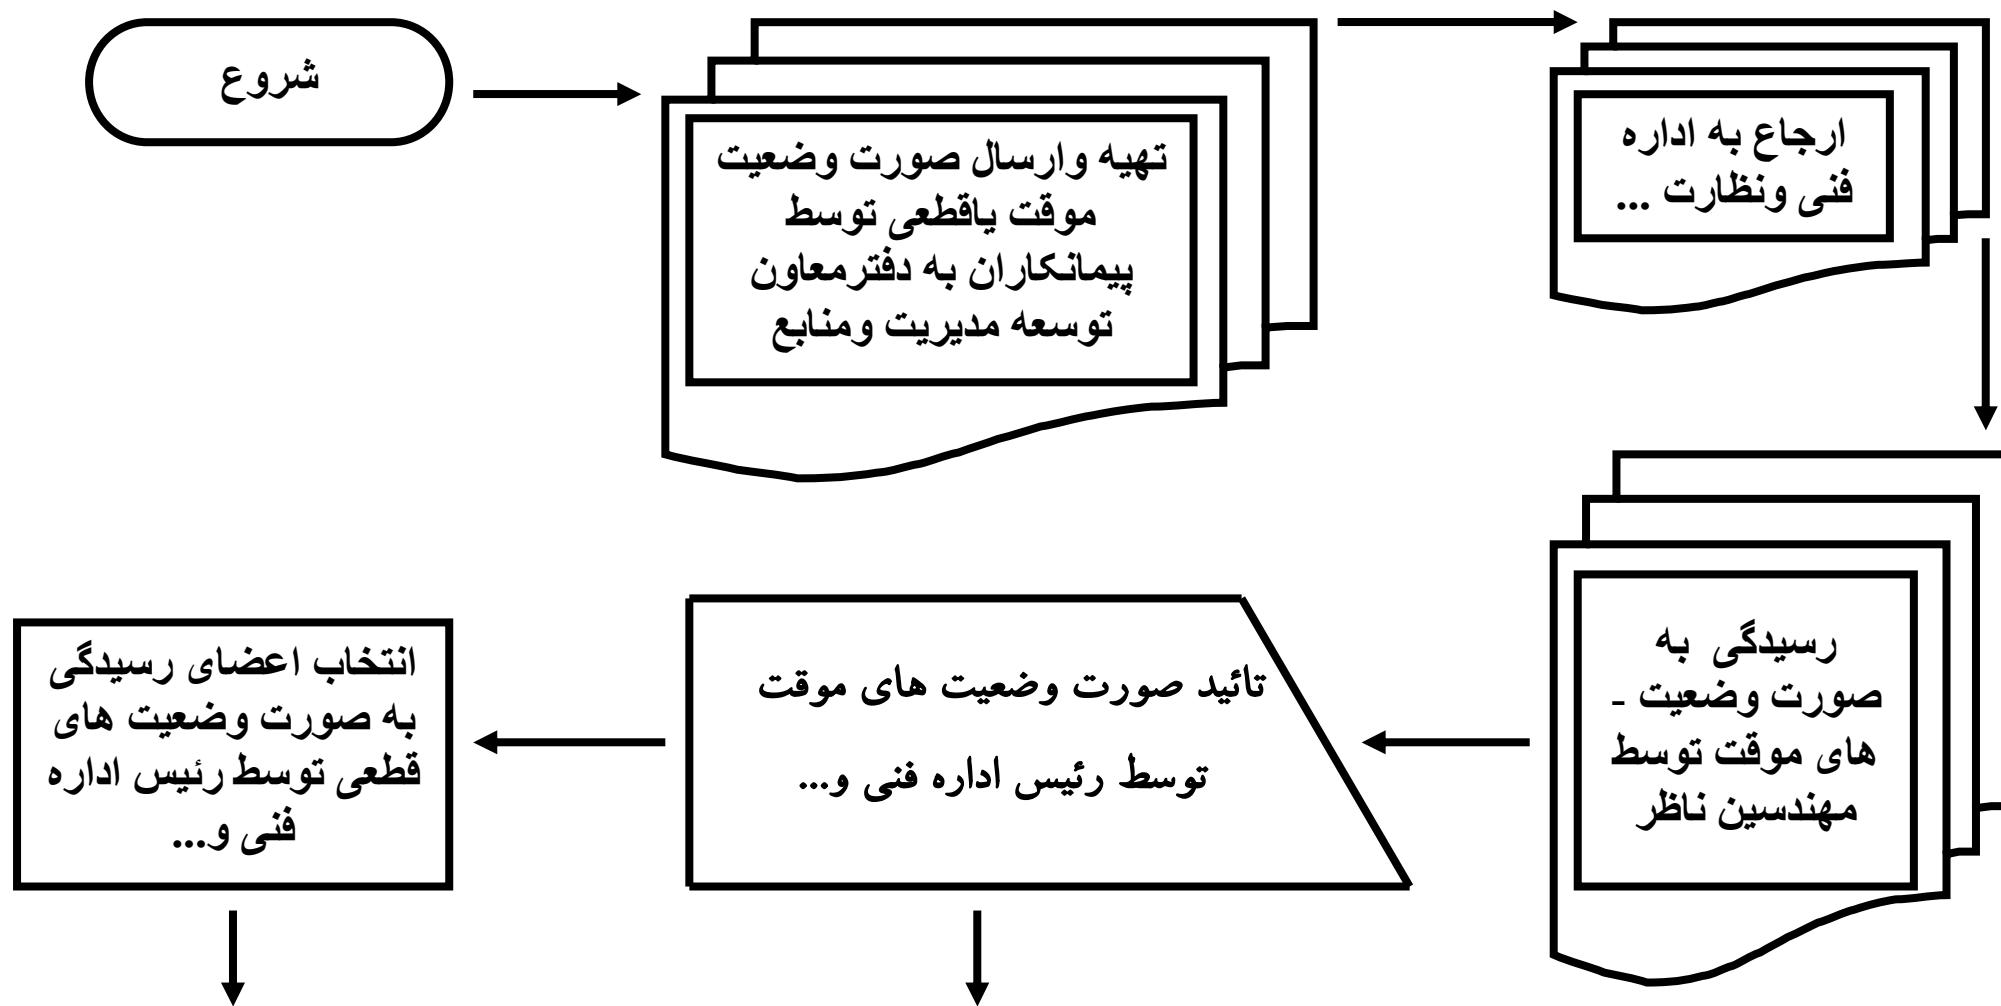 شروع
تهیه وارسال صورت وضعیت
موقت یاقطعی توسط
پیمانکاران به دفترمعاون
توسعه مدیریت ومنابع
ارجاع به اداره
فنی ونظارت ...
رسیدگی به
صورت وضعیت -
های موقت توسط
مهندسین ناظر
تائید صورت وضعیت های موقت
توسط رئیس اداره فنی و...
انتخاب اعضای رسیدگی
به صورت وضعیت های
قطعی توسط رئیس اداره
فنی و...